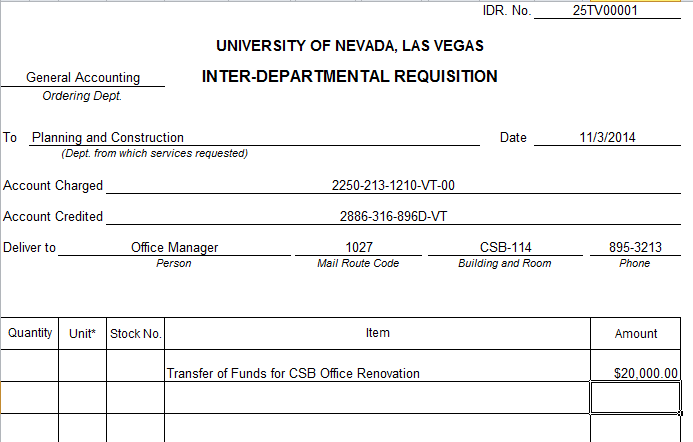 IDR. No. 25TV00001
UNIVERSITY OF NEVADA, LAS VEGAS
General Accounting INTER-DEPARTMENTAL REQUISITION
Ordering Dept.
To Planning and Construction Date 11/3/2014
(Dept. from which services requested)
Account Charged 2250-213-1210-VT-00
Account Credited 2886-316-896D-VT
Deliver to Office Manager 1027 CSB-114 895-3213
Person Mail Route Code Building and Room Phone
Quantity Unit* Stock No. Item Amount
Transfer of Funds for CSB Office Renovation $20,000.00